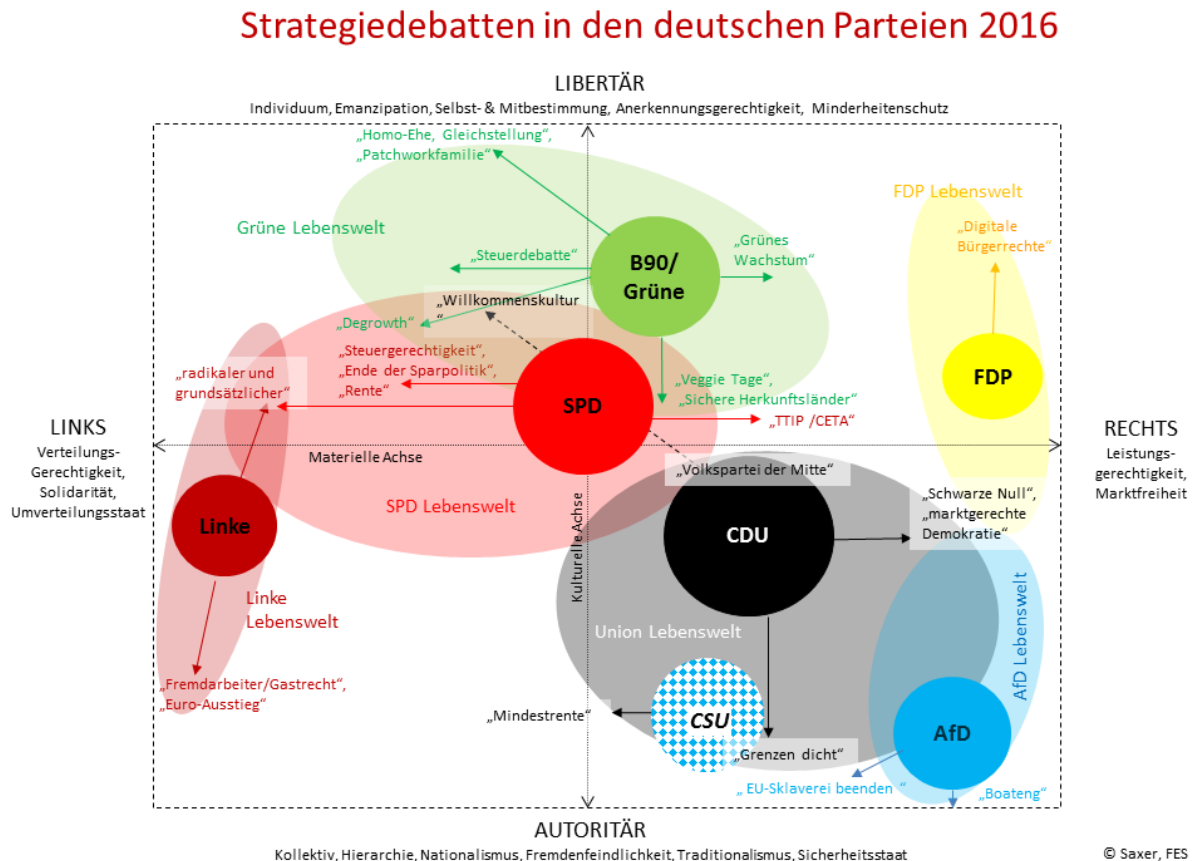 Strategiedebatten in den deutschen Parteien 2016
LIBERTÄR
Individuum, Emanzipation, Selbst- & Mitbestimmung, Anerkennungsgerechtigkeit, Minderheitenschutz
„Homo-Ehe, Gleichstellung“,
„Patchworkfamilie“
Grüne Lebenswelt
„Steuerdebatte“
B90/
Grüne
„Grünes
Wachstum“
FDP Lebenswelt
„Digitale
Bürgerrechte“
„Willkommenskultur
“
„Degrowth“
„Steuergerechtigkeit“,
„Ende der Sparpolitik“,
„Rente“
„radikaler und
grundsätzlicher“
SPD
„Veggie Tage“,
„Sichere Herkunftsländer“
„TTIP /CETA“
FDP
LINKS
Verteilungs-
Gerechtigkeit,
Solidarität,
Umverteilungsstaat
Materielle Achse
RECHTS
Leistungs-
gerechtigkeit,
Marktfreiheit
„Volkspartei der Mitte“
SPD Lebenswelt
Linke
Kulturelle Achse
CDU
„Schwarze Null“,
„marktgerechte
Demokratie“
Linke
Lebenswelt
Union Lebenswelt
AfD Lebenswelt
„Fremdarbeiter/Gastrecht“,
„Euro-Ausstieg“
„Mindestrente“
CSU
„Grenzen dicht“
AfD
„ EU-Sklaverei beenden “
„Boateng“
AUTORITÄR
Kollektiv, Hierarchie, Nationalismus, Fremdenfeindlichkeit, Traditionalismus, Sicherheitsstaat
© Saxer, FES